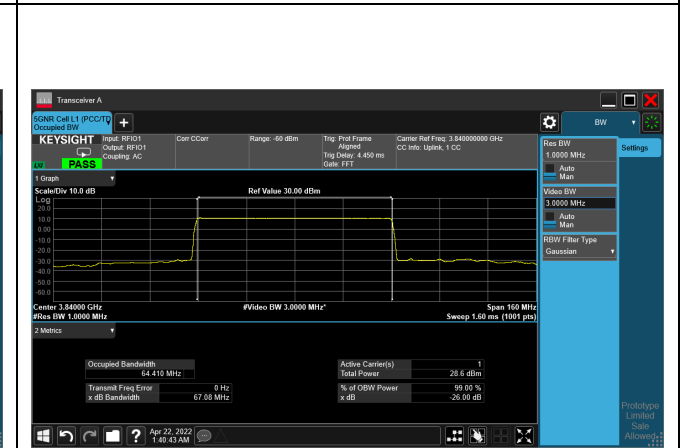 Transceiver A
5GNR Cell L1 (PCC/TD
Occupied BW
+
BW
KEYSIGHT
LXI
PASS
Input: RFIO1
Output: RFIO1
Coupling: AC
Corr CCorr
Range: -60 dBm
Trig: Prot Frame
Aligned
Trig Delay: 4.450 ms
Gate: FFT
Carrier Ref Freq: 3.840000000 GHz
CC Info: Uplink, 1 CC
Res BW
1.0000 MHz
Auto
Man
Video BW
3.0000 MHz
Auto
Man
RBW Filter Type
Gaussian
Settings
1 Graph
Scale/Div 10.0 dB
Ref Value 30.00 dBm
Log
20.0
10.0
0.00
-10.0
-20.0
-30.0
-40.0
-50.0
-60.0
Center 3.84000 GHz
#Video BW 3.0000 MHz*
Span 160 MHz
#Res BW 1.0000 MHz
Sweep 1.60 ms (1001 pts)
2 Metrics
Occupied Bandwidth
64.410 MHz
Transmit Freq Error 0 Hz
x dB Bandwidth 67.08 MHz
Active Carrier(s) 1
Total Power 28.6 dBm
% of OBW Power 99.00 %
x dB -26.00 dB
Apr 22, 2022
1:40:43 AM
Prototype
Limited
Sale
Allowed